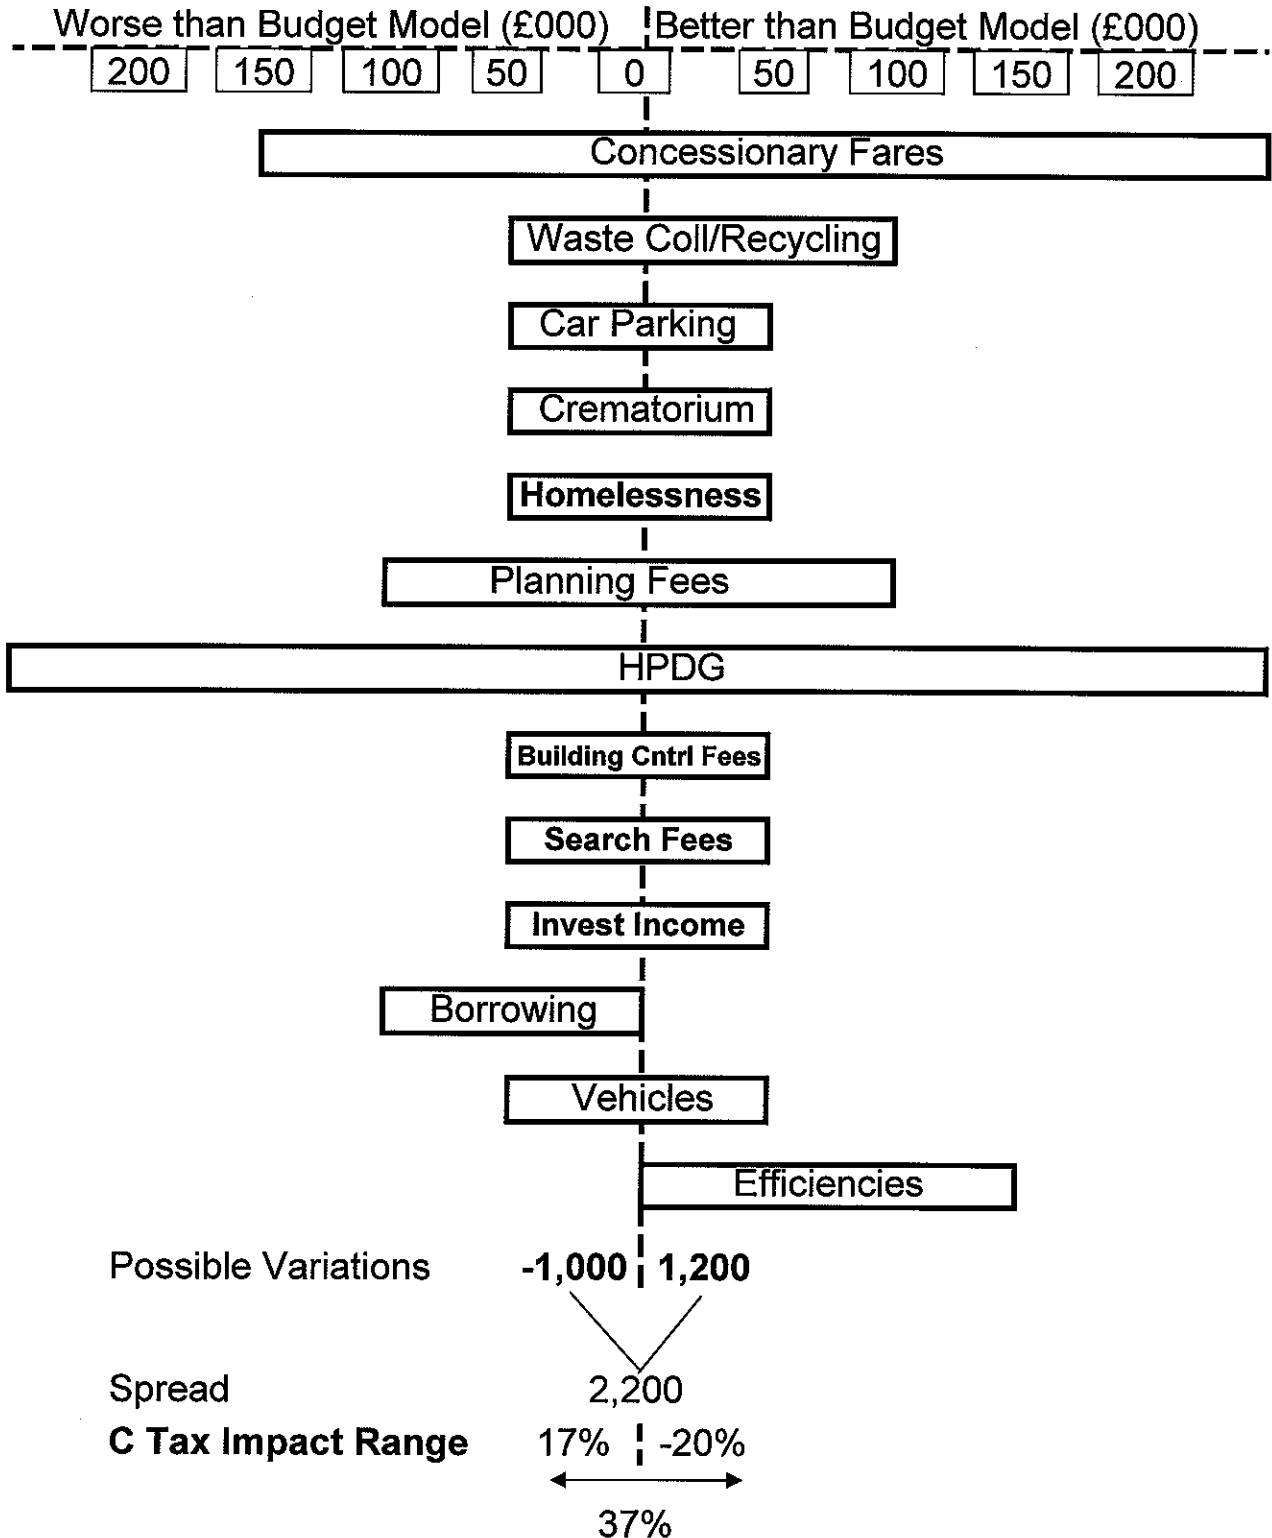 Worse than Budget Model (£000) Better than Budget Model (£000)
200 150 100 50 0 50 100 150 200
Concessionary Fares
Waste Coll/Recycling
Car Parking
Crematorium
Homelessness
Planning Fees
HPDG
Building Cntrl Fees
Search Fees
Invest Income
Borrowing
Vehicles
Efficiencies
Possible Variations -1,000 1,200
Spread 2,200
C Tax Impact Range 17% -20%
37%